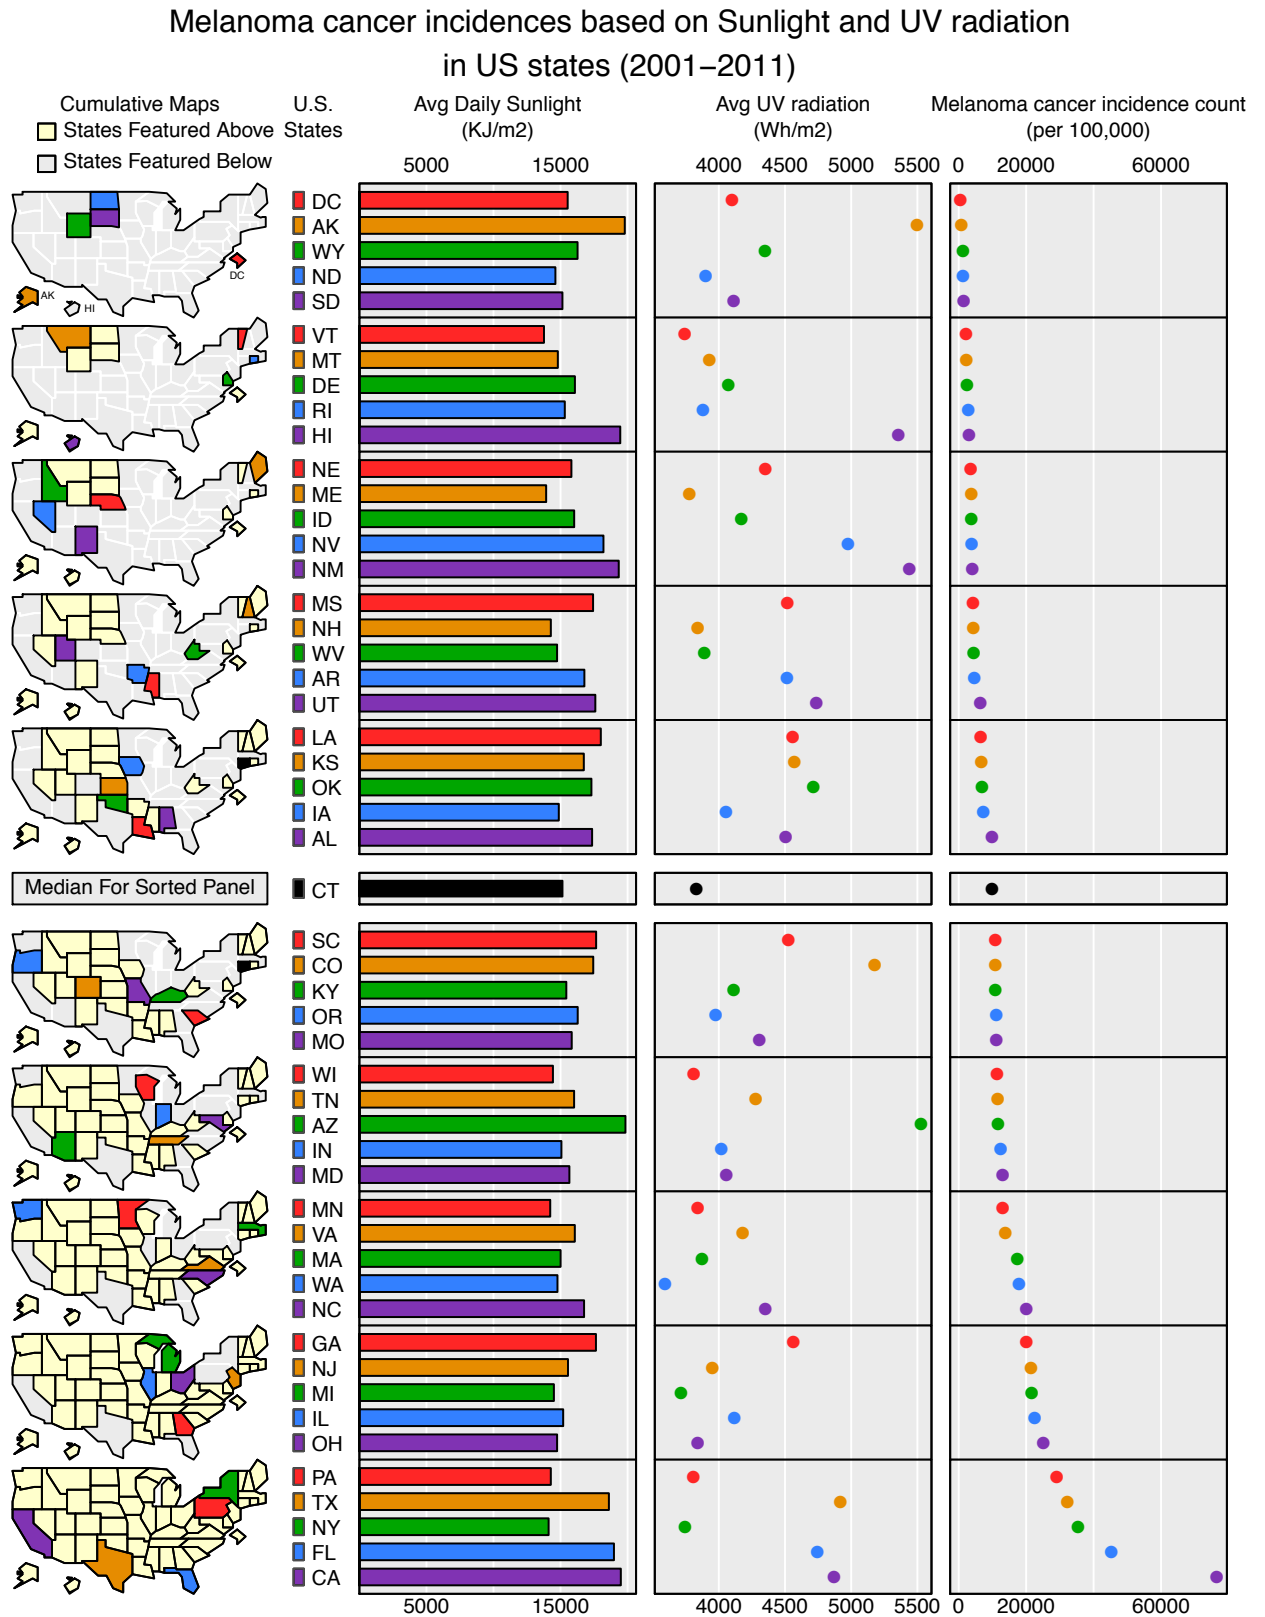 Melanoma cancer incidences based on Sunlight and UV radiation
in US states (2001−2011)
Cumulative Maps U.S. Avg Daily Sunlight Avg UV radiation Melanoma cancer incidence count
States Featured Above States (KJ/m2) (Wh/m2) (per 100,000)
States Featured Below
5000 15000 4000 4500 5000 5500 0 20000 60000
DC
AK
WY
ND
DC
SD
AK
HI
VT
MT
DE
RI
HI
NE
ME
ID
NV
NM
MS
NH
WV
AR
UT
LA
KS
OK
IA
AL
Median For Sorted Panel CT
SC
CO
KY
OR
MO
WI
TN
AZ
IN
MD
MN
VA
MA
WA
NC
GA
NJ
MI
IL
OH
PA
TX
NY
FL
CA
5000 15000 4000 4500 5000 5500 0 20000 60000